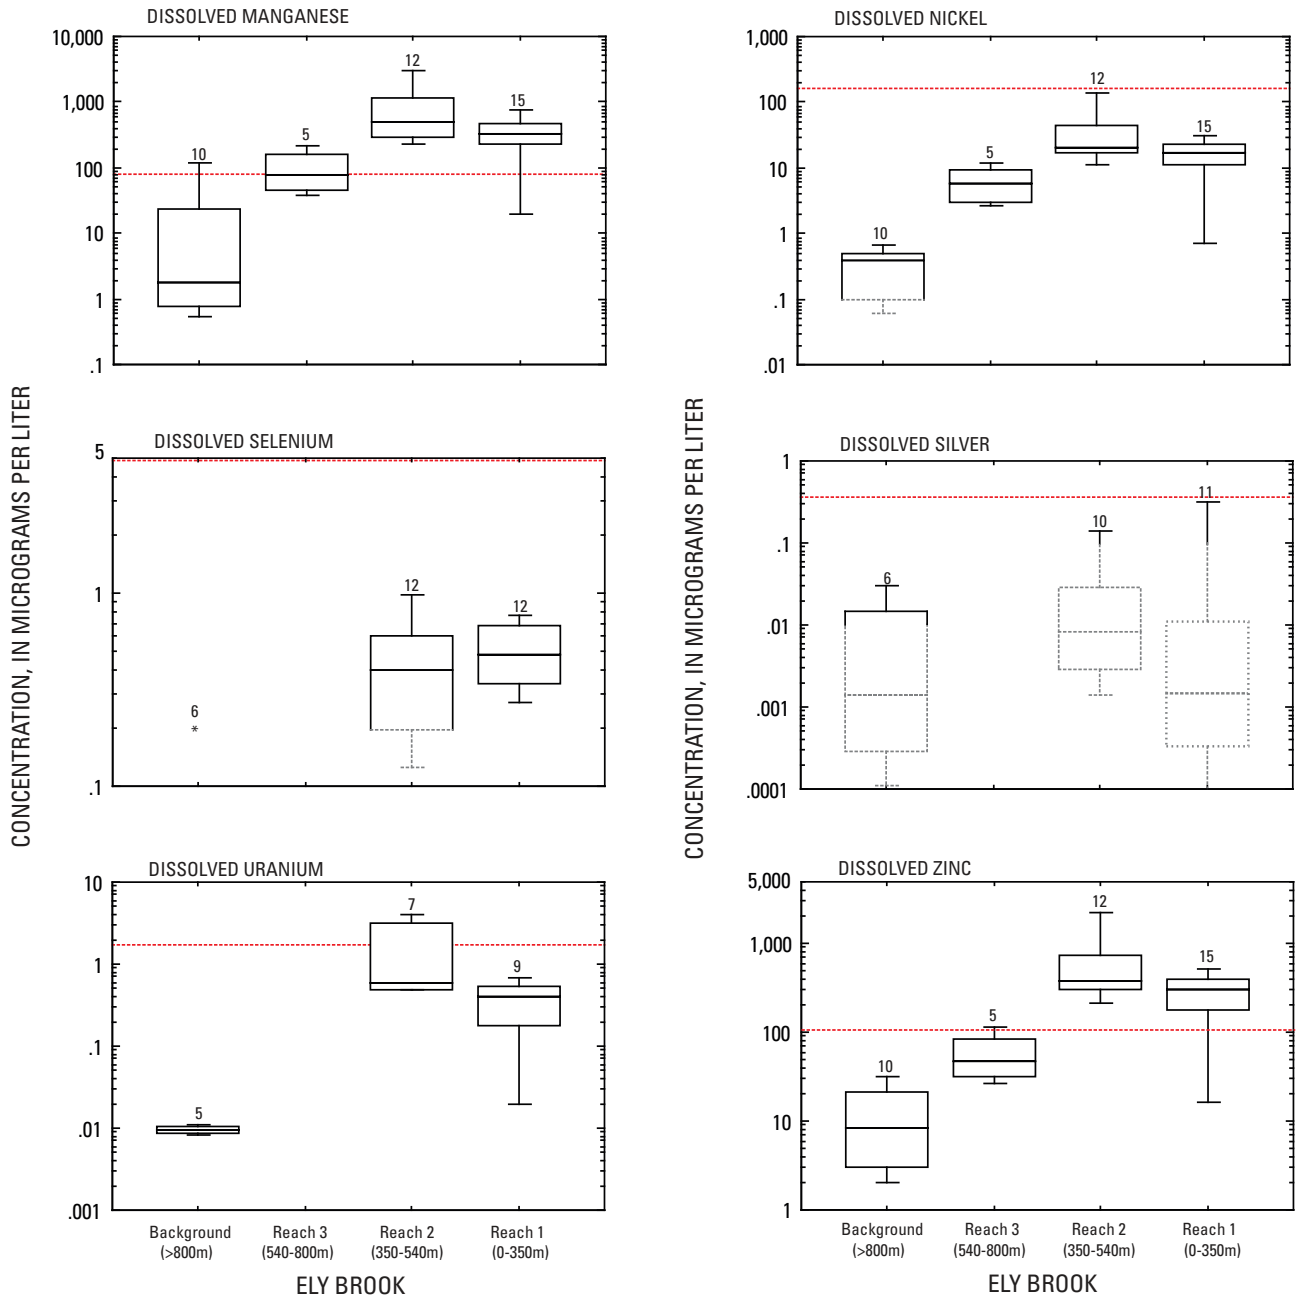 DISSOLVED MANGANESE
10,000
1,000
100
10
1
.1
10
5
12
15
DISSOLVED NICKEL
1,000
100
10
1
.1
.01
10
5
12
15
CONCENTRATION, IN MICROGRAMS PER LITER
DISSOLVED SELENIUM
5
1
.1
6
*
12
12
CONCENTRATION, IN MICROGRAMS PER LITER
DISSOLVED SILVER
1
.1
.01
.001
.0001
6
10
11
DISSOLVED URANIUM
10
1
.1
.01
.001
5
7
9
Background
(>800m)
Reach 3
(540-800m)
Reach 2
(350-540m)
Reach 1
(0-350m)
ELY BROOK
DISSOLVED ZINC
5,000
1,000
100
10
1
10
5
12
15
Background
(>800m)
Reach 3
(540-800m)
Reach 2
(350-540m)
Reach 1
(0-350m)
ELY BROOK